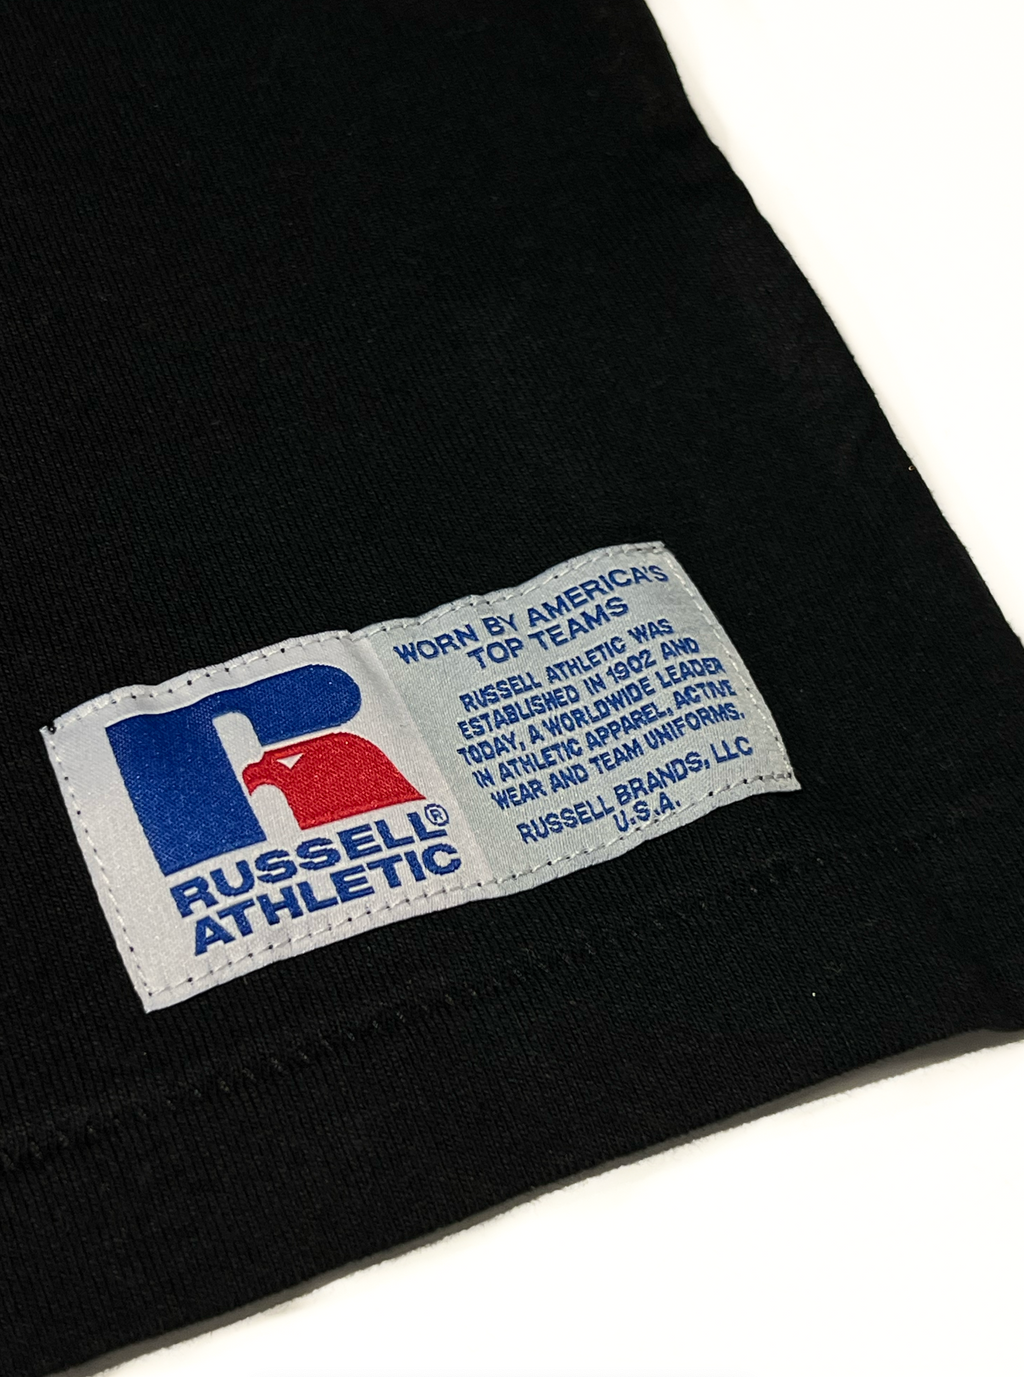 RUSSELL®
ATHLETIC
WORN BY AMERICA'S
TOP TEAMS
RUSSELL ATHLETIC WAS
ESTABLISHED IN 1902 AND
TODAY, A WORLDWIDE LEADER
IN ATHLETIC APPAREL, ACTIVE
WEAR AND TEAM UNIFORMS.
RUSSELL BRANDS, LLC
U.S.A.